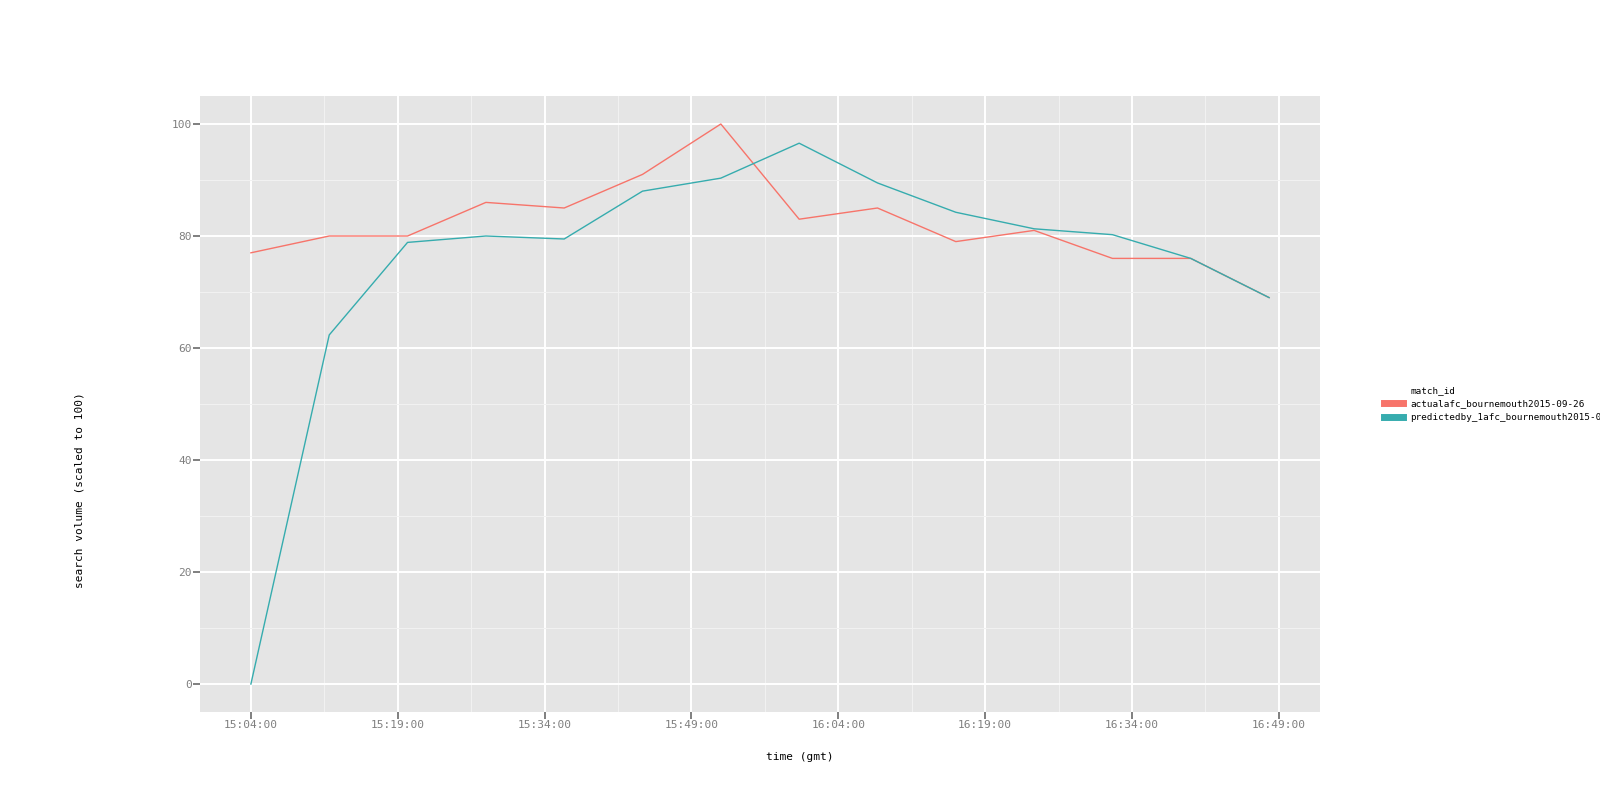 100
80
60
40
20
0
search volume (scaled to 100)
15:04:00 15:19:00 15:34:00 15:49:00 16:04:00 16:19:00 16:34:00 16:49:00
time (gmt)
match_id
actualafc_bournemouth2015-09-26
predictedby_1afc_bournemouth2015-0